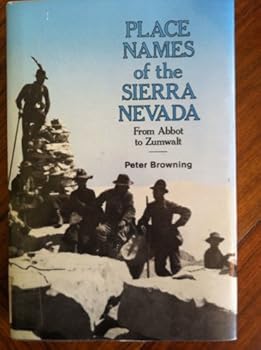 PLACE
NAMES
of the
SIERRA
NEVADA
From Abbot
to Zumwalt
Peter Browning